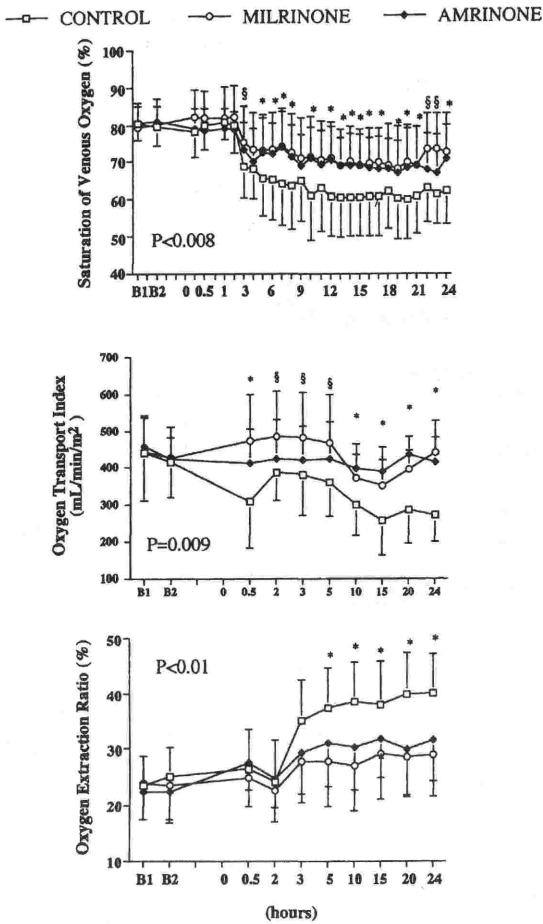 CONTROL MILRINONE AMRINONE
Saturation of Venous Oxygen (%)
100
90
80
70
60
50
40
§ * * * * * * * * * * * * * * * § § *
P<0.008
B1 B2 0 0.5 1 3 6 9 12 15 18 21 24
Oxygen Transport Index
(mL/min/m²)
700
600
500
400
300
200
100
* § § § * * * *
P=0.009
B1 B2 0 0.5 2 3 5 10 15 20 24
Oxygen Extraction Ratio (%)
50
40
30
20
10
P<0.01
* * * * *
B1 B2 0 0.5 2 3 5 10 15 20 24
(hours)